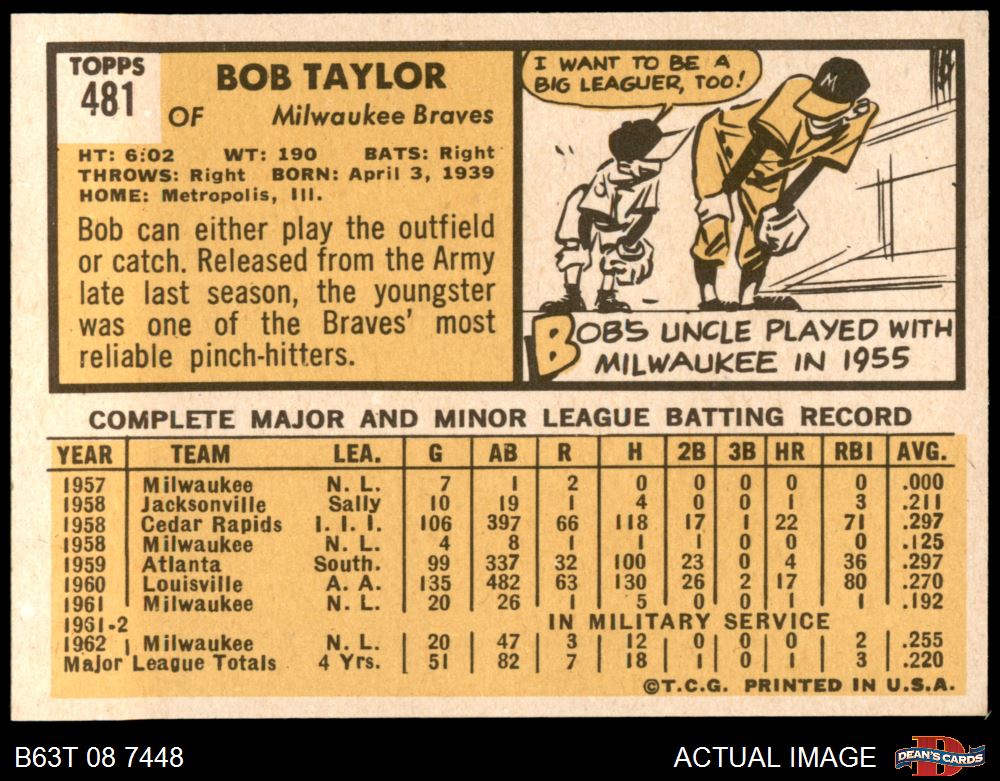 TOPPS
481
BOB TAYLOR
OF Milwaukee Braves
HT: 6:02 WT: 190 BATS: Right
THROWS: Right BORN: April 3, 1939
HOME: Metropolis, Ill.
Bob can either play the outfield
or catch. Released from the Army
late last season, the youngster
was one of the Braves' most
reliable pinch-hitters.
I WANT TO BE A
BIG LEAGUER, TOO!
M
BOB'S UNCLE PLAYED WITH
MILWAUKEE IN 1955
COMPLETE MAJOR AND MINOR LEAGUE BATTING RECORD
YEAR TEAM LEA. G AB R H 2B 3B HR RBI AVG.
1957 Milwaukee N. L. 7 1 2 0 0 0 0 0 .000
1958 Jacksonville Sally 10 19 1 4 0 0 1 3 .211
1958 Cedar Rapids I. I. I. 106 397 66 118 17 1 22 71 .297
1958 Milwaukee N. L. 4 8 1 1 1 0 0 0 .125
1959 Atlanta South. 99 337 32 100 23 0 4 36 .297
1960 Louisville A. A. 135 482 63 130 26 2 17 80 .270
1961 Milwaukee N. L. 20 26 1 5 0 0 1 1 .192
1961-2 IN MILITARY SERVICE
1962 Milwaukee N. L. 20 47 3 12 0 0 0 2 .255
Major League Totals 4 Yrs. 51 82 7 18 1 0 1 3 .220
©T.C.G. PRINTED IN U.S.A.
B63T 08 7448 ACTUAL IMAGE D DEAN'S CARDS